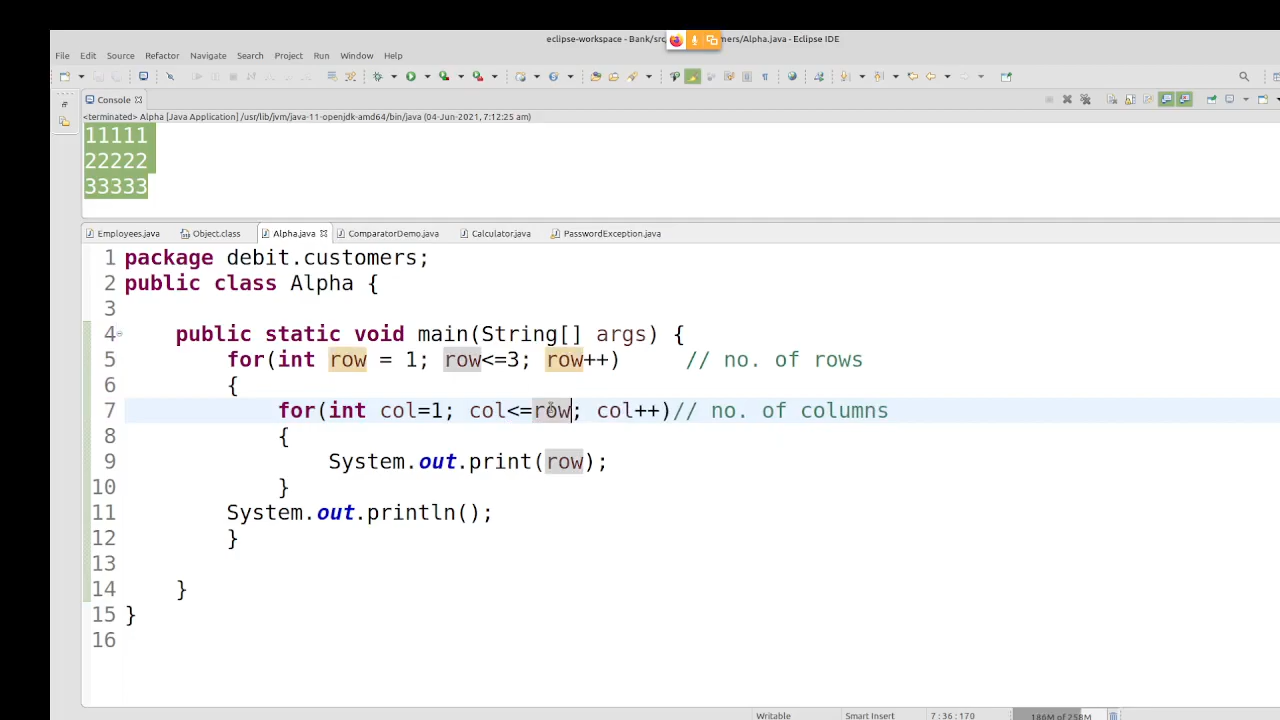 eclipse-workspace - Bank/src mers/Alpha.java - Eclipse IDE
File Edit Source Refactor Navigate Search Project Run Window Help
Console
<terminated> Alpha [Java Application] /usr/lib/jvm/java-11-openjdk-amd64/bin/java (04-Jun-2021, 7:12:25 am)
11111
22222
33333
Employees.java Object.class Alpha.java ComparatorDemo.java Calculator.java PasswordException.java
1 package debit.customers;
2 public class Alpha {
3
4 public static void main(String[] args) {
5 for(int row = 1; row<=3; row++) // no. of rows
6 {
7 for(int col=1; col<=row; col++)// no. of columns
8 {
9 System.out.print(row);
10 }
11 System.out.println();
12 }
13
14 }
15 }
16
Writable Smart Insert 7 : 36 : 170 186M of 258M